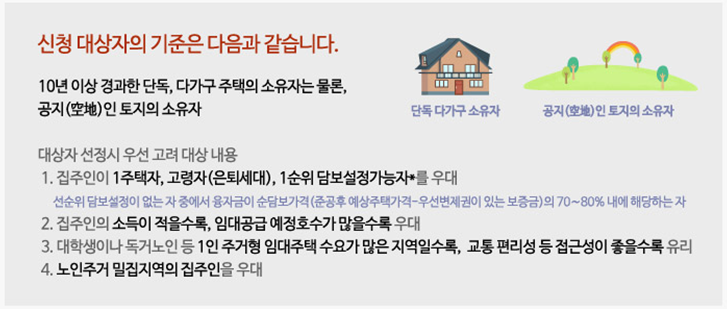 신청 대상자의 기준은 다음과 같습니다.
10년 이상 경과한 단독, 다가구 주택의 소유자는 물론,
공지(空地)인 토지의 소유자
단독 다가구 소유자
공지(空地)인 토지의 소유자
대상자 선정시 우선 고려 대상 내용
1. 집주인이 1주택자, 고령자(은퇴세대), 1순위 담보설정가능자*를 우대
선순위 담보설정이 없는 자 중에서 융자금이 순담보가격(준공후 예상주택가격-우선변제권이 있는 보증금)의 70~80% 내에 해당하는 자
2. 집주인의 소득이 적을수록, 임대공급 예정호수가 많을수록 우대
3. 대학생이나 독거노인 등 1인 주거형 임대주택 수요가 많은 지역일수록, 교통 편리성 등 접근성이 좋을수록 유리
4. 노인주거 밀집지역의 집주인을 우대